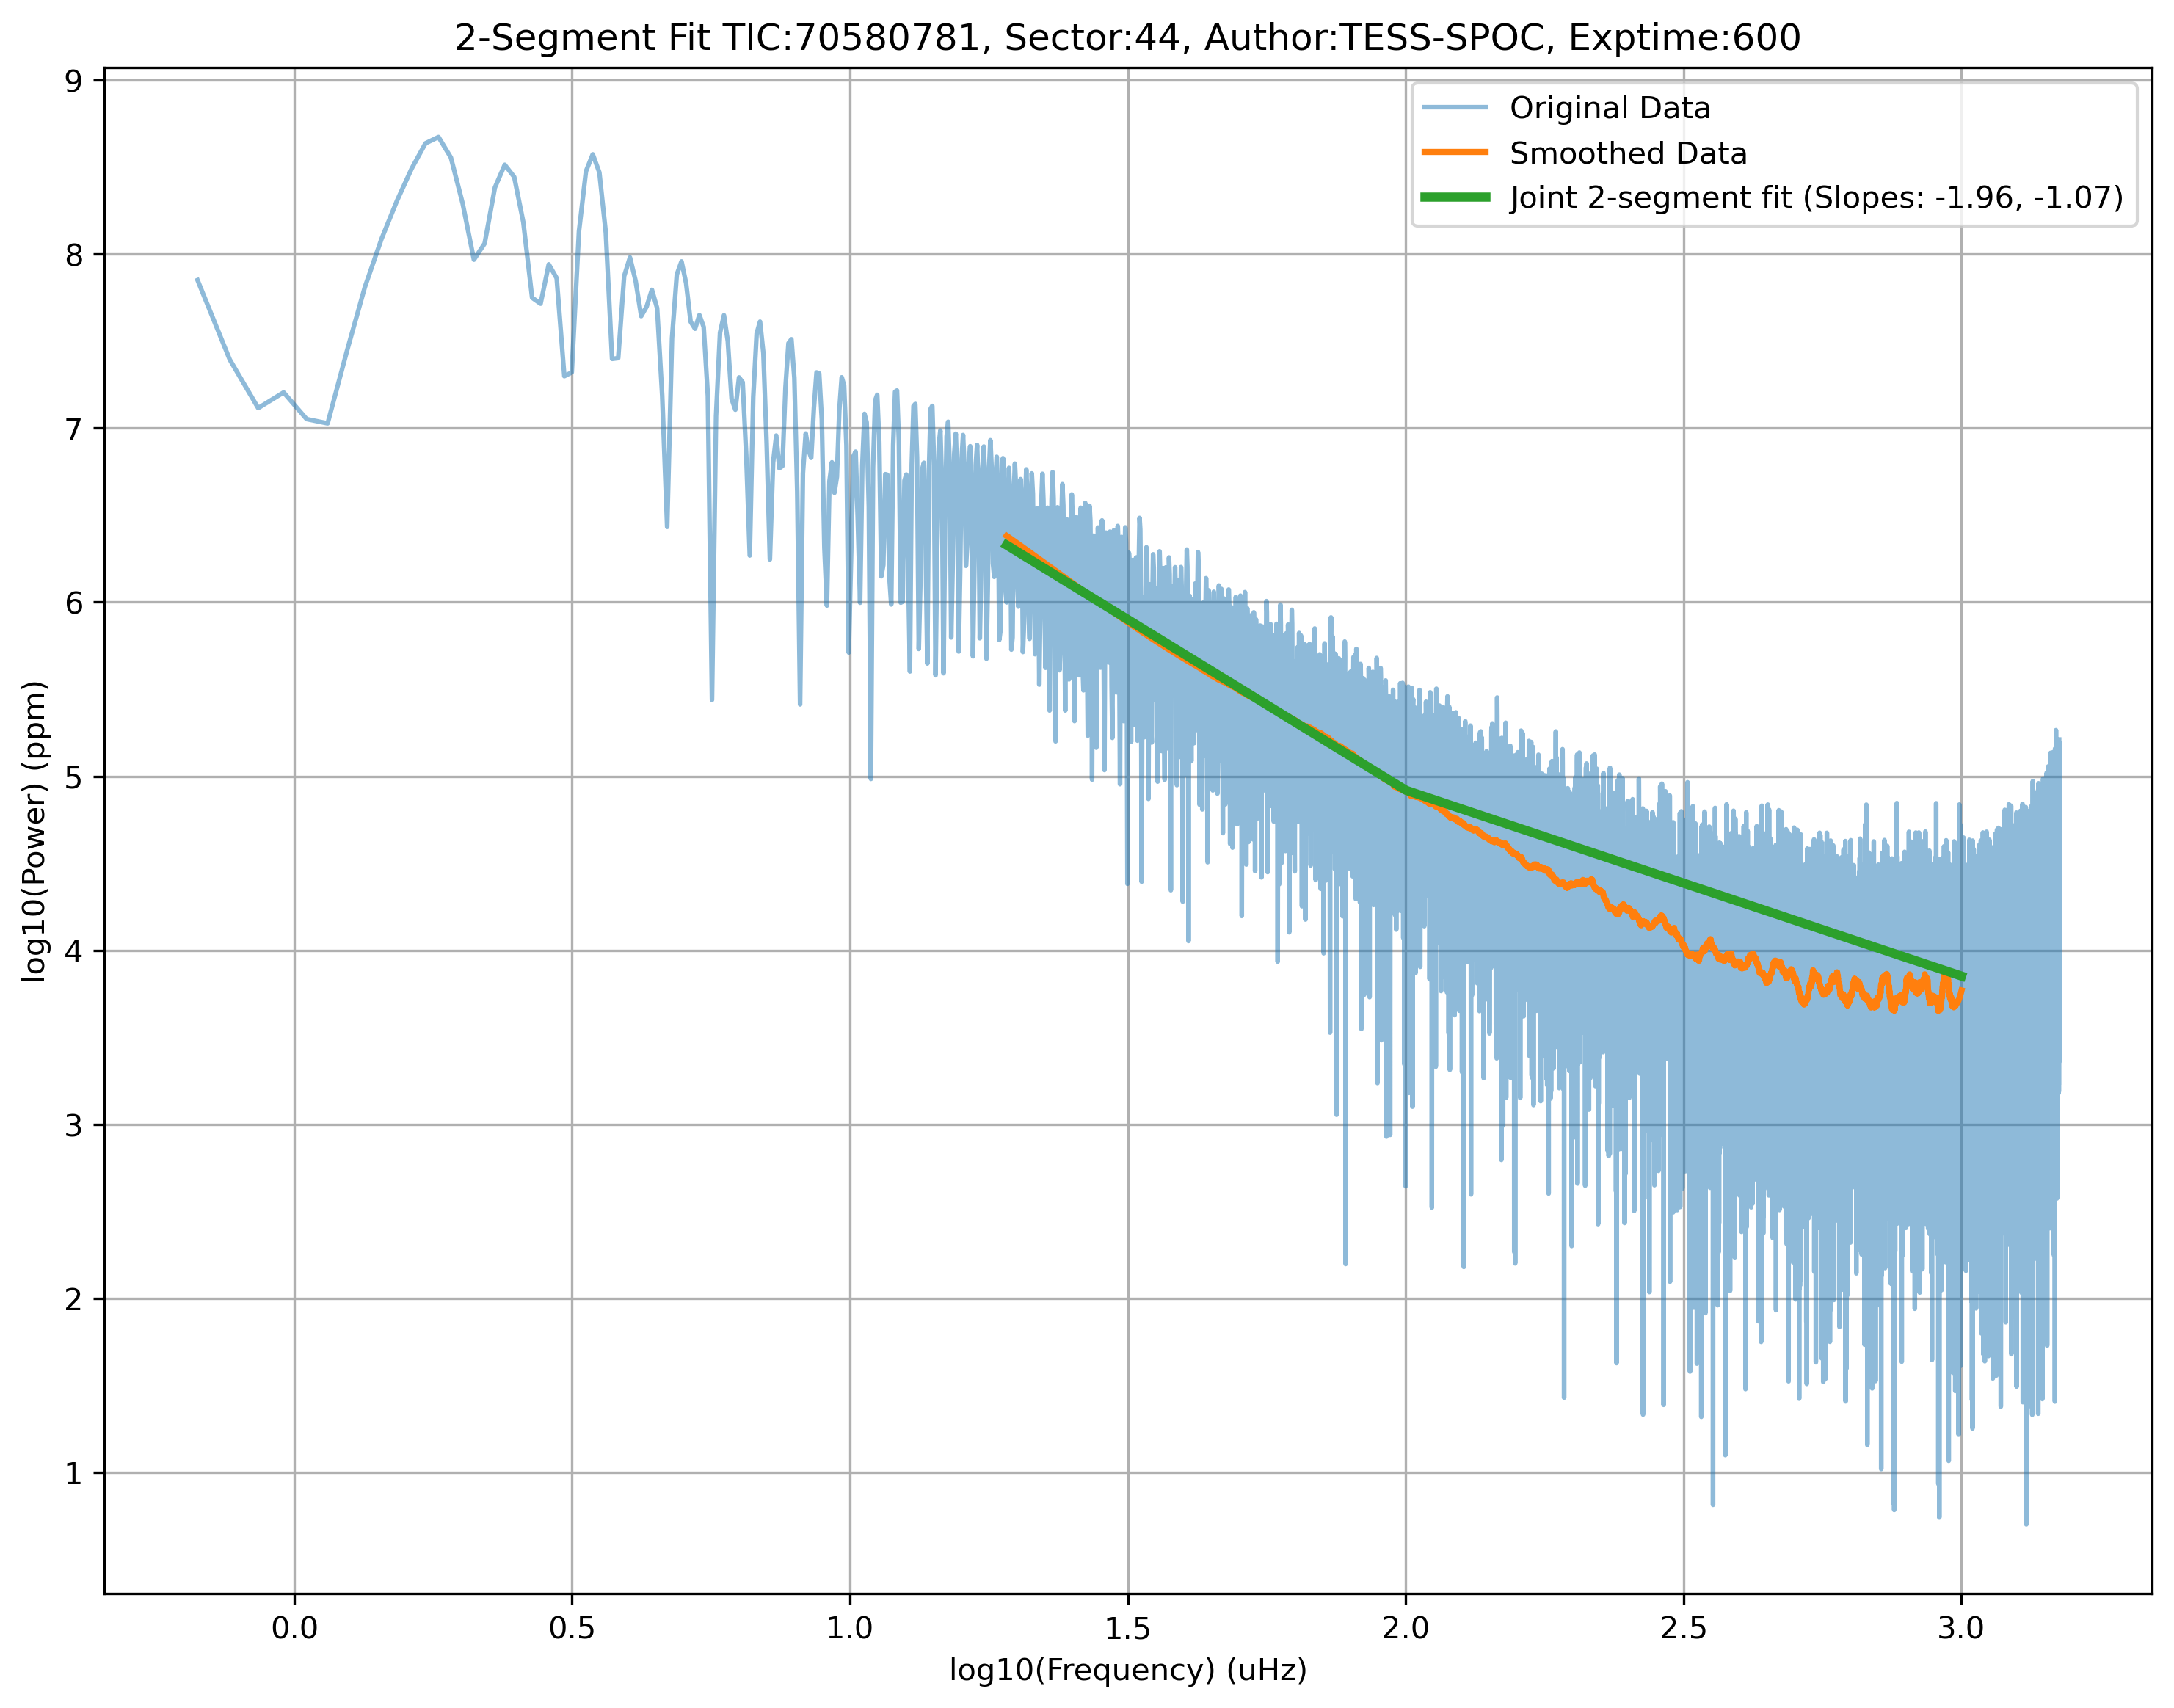 2-Segment Fit TIC:70580781, Sector:44, Author:TESS-SPOC, Exptime:600
Original Data
Smoothed Data
Joint 2-segment fit (Slopes: -1.96, -1.07)
log10(Power) (ppm)
9
8
7
6
5
4
3
2
1
0.0 0.5 1.0 1.5 2.0 2.5 3.0
log10(Frequency) (uHz)